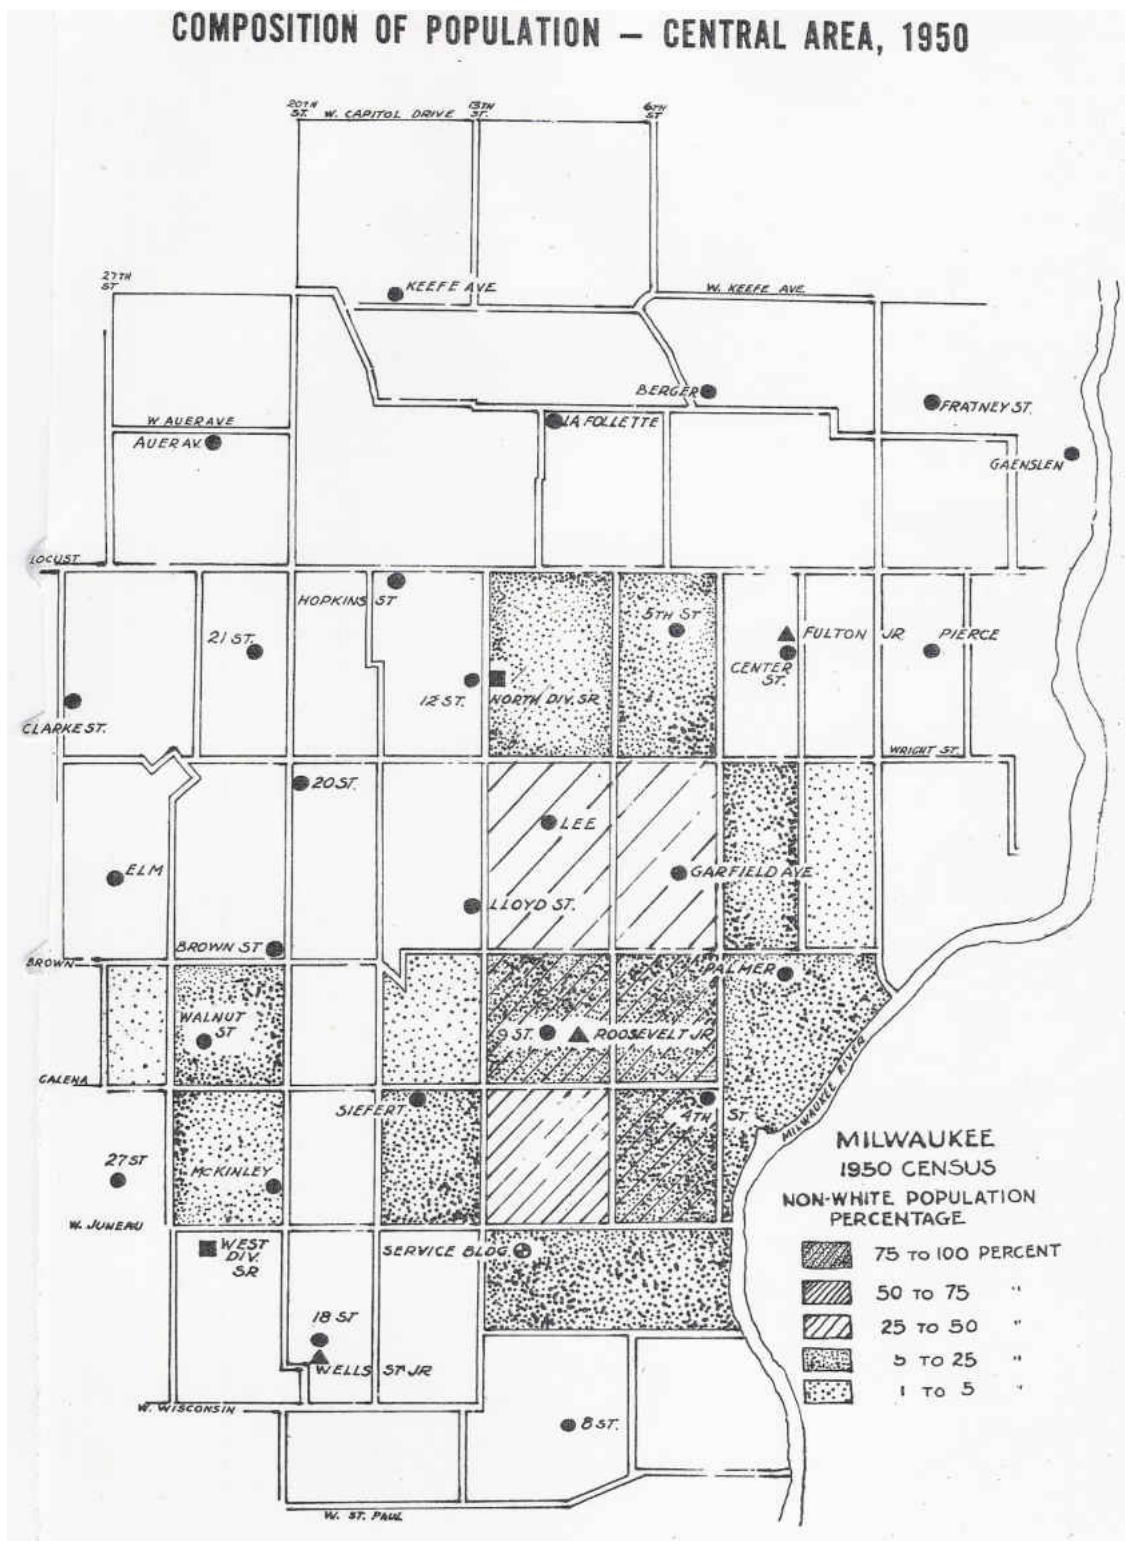 COMPOSITION OF POPULATION — CENTRAL AREA, 1950
20TH ST.
W. CAPITOL DRIVE
13TH ST.
6TH ST
27TH ST
KEEFE AVE.
W. KEEFE AVE.
BERGER
FRATNEY ST.
W AUER AVE
LA FOLLETTE
AUER AV.
GAENSLEN
LOCUST
HOPKINS ST
5TH ST
21 ST.
FULTON JR
PIERCE
CENTER ST.
12 ST.
NORTH DIV. SR.
CLARKE ST.
WRIGHT ST.
20 ST.
LEE
ELM
GARFIELD AVE
LLOYD ST.
BROWN ST
BROWN
PALMER
WALNUT ST
9 ST.
ROOSEVELT JR
GALENA
SIEFERT
4TH ST.
MILWAUKEE RIVER
27 ST
MCKINLEY
W. JUNEAU
WEST DIV. SR
SERVICE BLDG.
18 ST
WELLS ST JR
W. WISCONSIN
8 ST.
W. ST. PAUL
MILWAUKEE
1950 CENSUS
NON-WHITE POPULATION
PERCENTAGE
75 TO 100 PERCENT
50 TO 75 "
25 TO 50 "
5 TO 25 "
1 TO 5 "